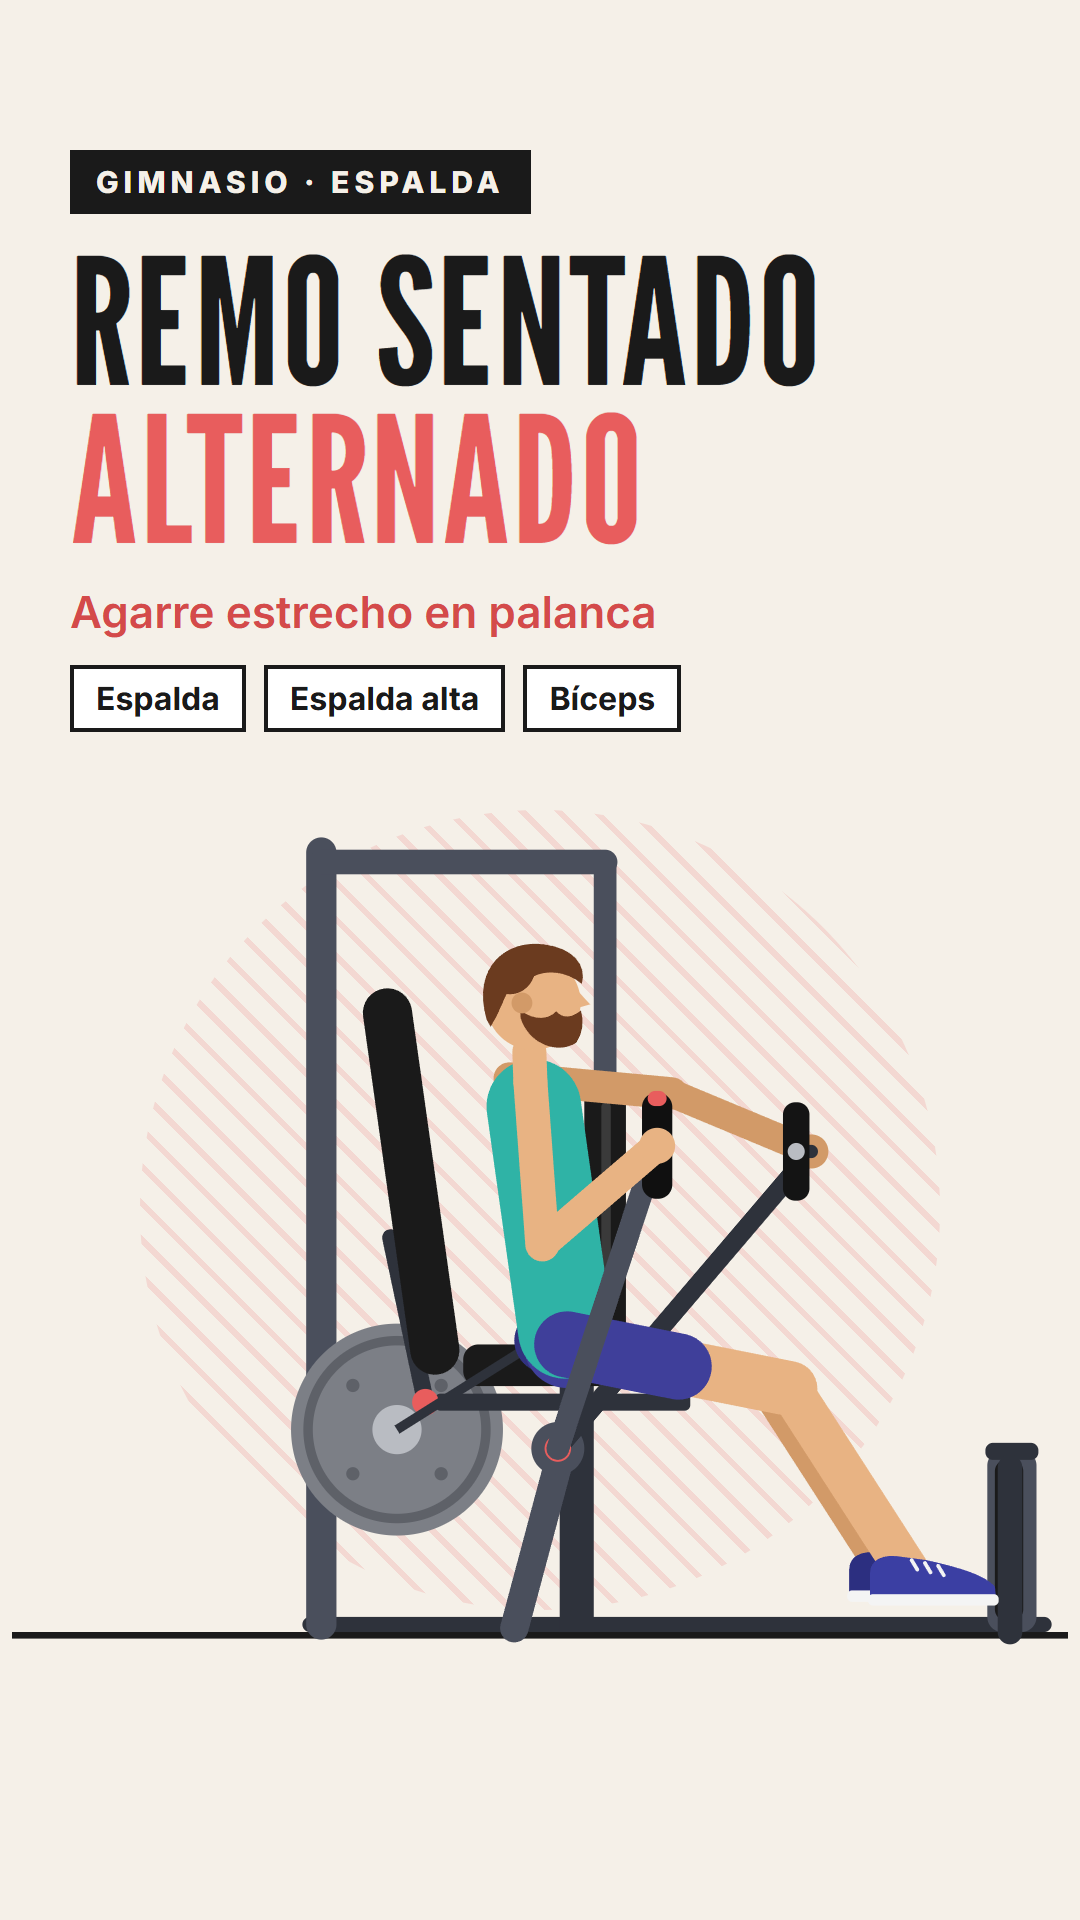 GIMNASIO · ESPALDA
REMO SENTADO
ALTERNADO
Agarre estrecho en palanca
Espalda
Espalda alta
Bíceps